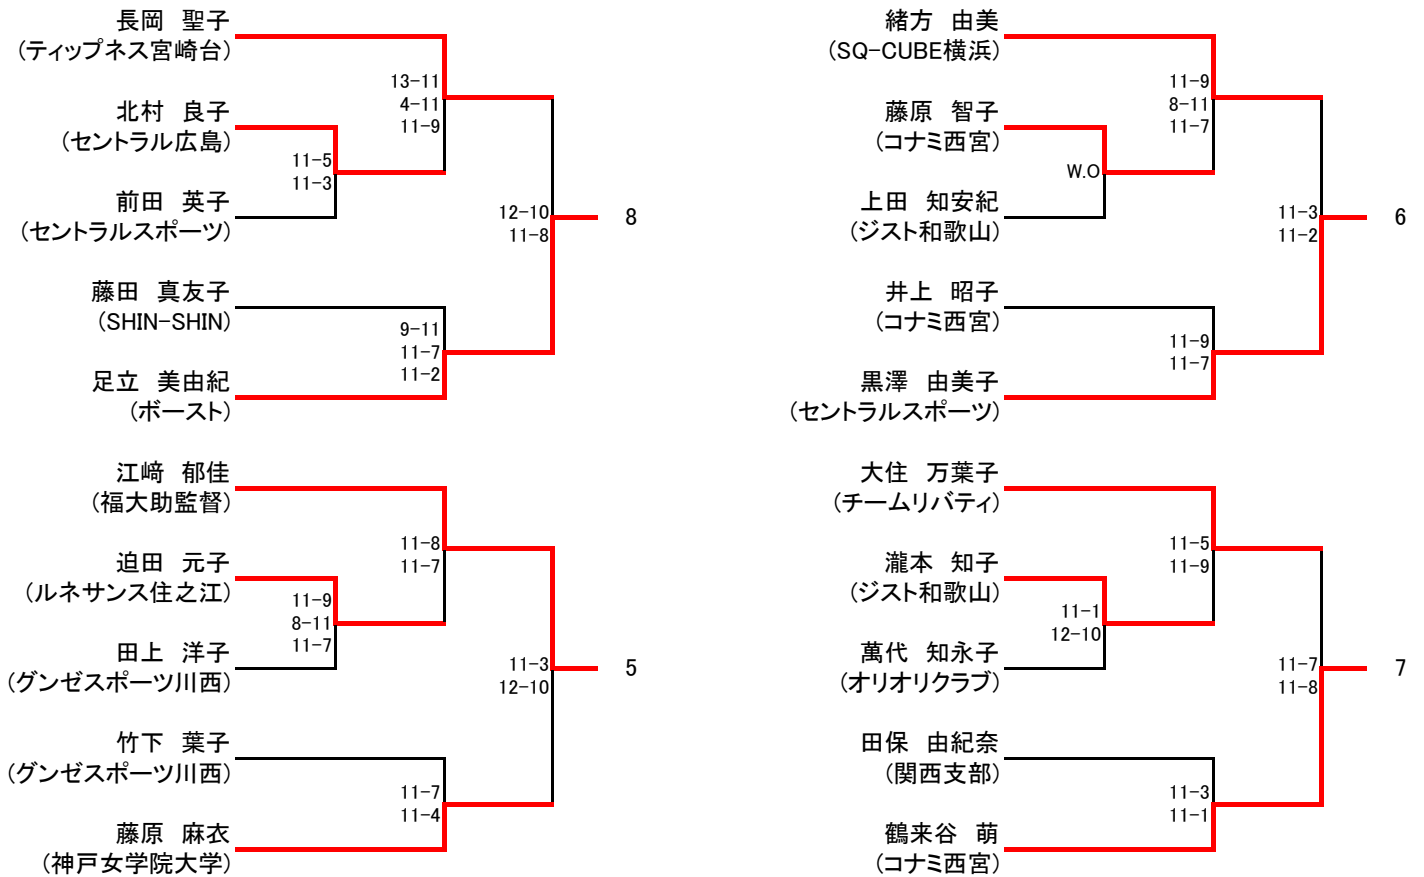 長岡　聖子
(ティップネス宮崎台)
13-11
4-11
11-9
北村　良子
(セントラル広島)
11-5
11-3
前田　英子
(セントラルスポーツ)
12-10
11-8
8
藤田　真友子
(SHIN-SHIN)
9-11
11-7
11-2
足立　美由紀
(ボースト)
江﨑　郁佳
(福大助監督)
11-8
11-7
迫田　元子
(ルネサンス住之江)
11-9
8-11
11-7
田上　洋子
(グンゼスポーツ川西)
11-3
12-10
5
竹下　葉子
(グンゼスポーツ川西)
11-7
11-4
藤原　麻衣
(神戸女学院大学)
緒方　由美
(SQ-CUBE横浜)
11-9
8-11
11-7
藤原　智子
(コナミ西宮)
W.O
上田　知安紀
(ジスト和歌山)
11-3
11-2
6
井上　昭子
(コナミ西宮)
11-9
11-7
黒澤　由美子
(セントラルスポーツ)
大住　万葉子
(チームリバティ)
11-5
11-9
瀧本　知子
(ジスト和歌山)
11-1
12-10
萬代　知永子
(オリオリクラブ)
11-7
11-8
7
田保　由紀奈
(関西支部)
11-3
11-1
鶴来谷　萌
(コナミ西宮)